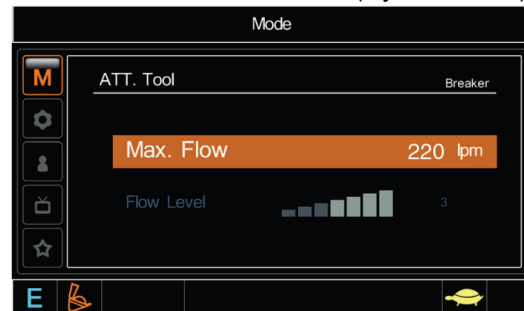 Mode
M
ATT. Tool Breaker
Max. Flow 220 lpm
Flow Level 3
E